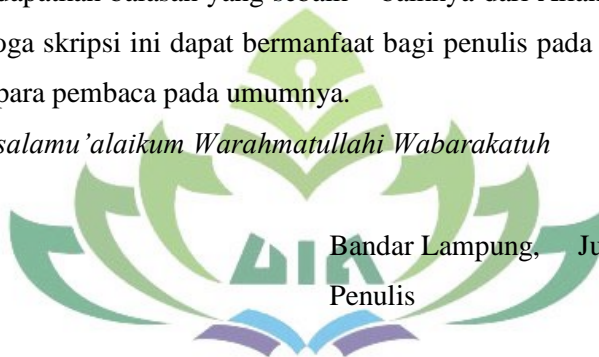 dapatkan balasan yang sebaik – baiknya dari
oga skripsi ini dapat bermanfaat bagi penulis pada
para pembaca pada umumnya.
salamu’alaikum Warahmatullahi Wabarakatuh
Bandar Lampung, Ju
Penulis